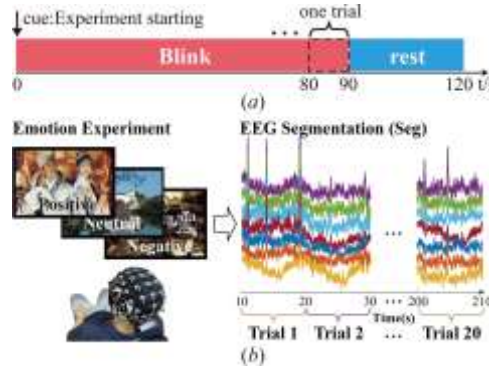 cue:Experiment starting
one trial
...
Blink
rest
0
80
90
120 t/s
(a)
Emotion Experiment
EEG Segmentation (Seg)
Positive
Neutral
Negative
...
10
20
30
...
200
210
Time(s)
Trial 1
Trial 2
...
Trial 20
(b)